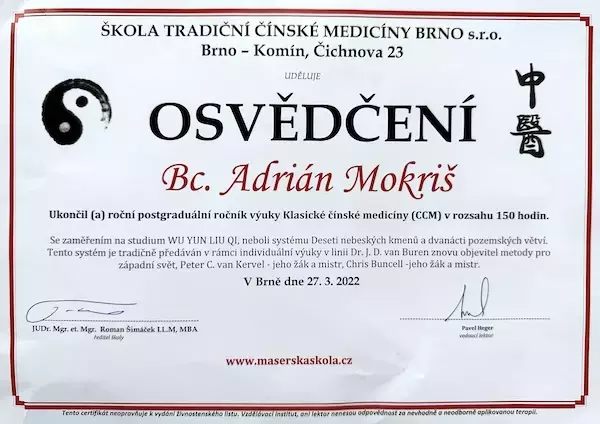 ŠKOLA TRADIČNÍ ČÍNSKÉ MEDICÍNY BRNO s.r.o.
Brno – Komín, Čichnova 23
UDĚLUJE
中醫
OSVĚDČENÍ
Bc. Adrián Mokriš
Ukončil (a) roční postgraduální ročník výuky Klasické čínské medicíny (CCM) v rozsahu 150 hodin.
Se zaměřením na studium WU YUN LIU QI, neboli systému Deseti nebeských kmenů a dvanácti pozemských větví.
Tento systém je tradičně předáván v rámci individuální výuky v linii Dr. J. D. van Buren znovu objevitel metody pro
západní svět, Peter C. van Kervel - jeho žák a mistr, Chris Buncell -jeho žák a mistr.
V Brně dne 27. 3. 2022
JUDr. Mgr. et. Mgr. Roman Šimáček LL.M, MBA
ředitel školy
Pavel Heger
vedoucí lektor
www.maserskaskola.cz
Tento certifikát neopravňuje k vydání živnostenského listu. Vzdělávací institut, ani lektor nenesou odpovědnost za nevhodně a neodborně aplikovanou terapii.